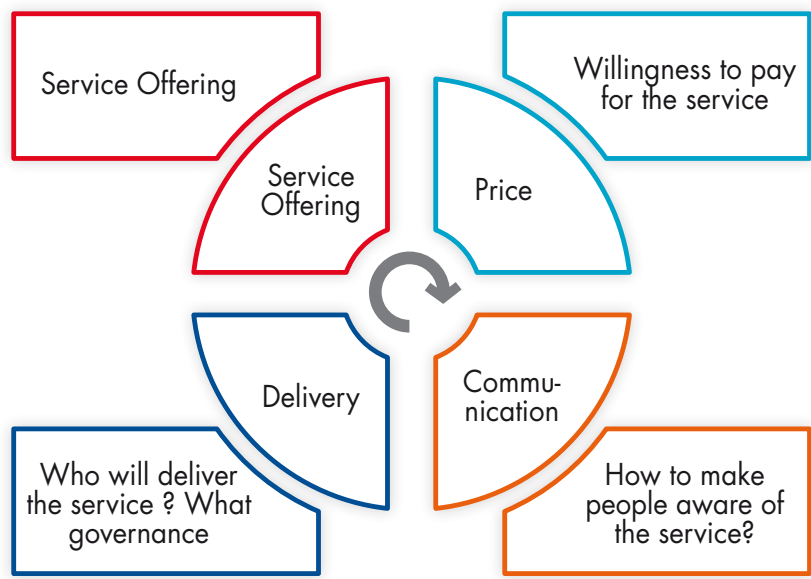 Service Offering
Willingness to pay
for the service
Service
Offering
Price
Delivery
Commu-
nication
Who will deliver
the service ? What
governance
How to make
people aware of
the service?